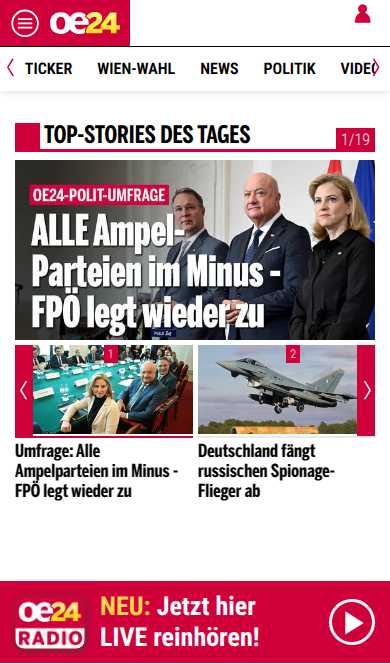 oe24
TICKER WIEN-WAHL NEWS POLITIK VIDEO
TOP-STORIES DES TAGES
1/19
OE24-POLIT-UMFRAGE
ALLE Ampel-
Parteien im Minus -
FPÖ legt wieder zu
1
2
Umfrage: Alle
Ampelparteien im Minus -
FPÖ legt wieder zu
Deutschland fängt
russischen Spionage-
Flieger ab
oe24
RADIO
NEU: Jetzt hier
LIVE reinhören!